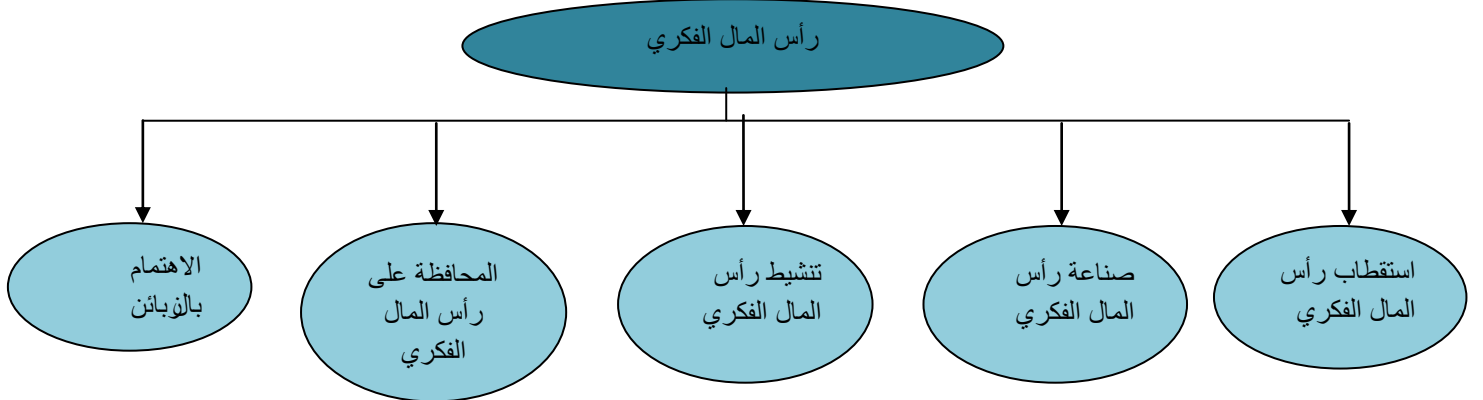 رأس المال الفكري
استقطاب رأس
المال الفكري
صناعة رأس
المال الفكري
تنشيط رأس
المال الفكري
المحافظة على
رأس المال
الفكري
الاهتمام
بالزبائن